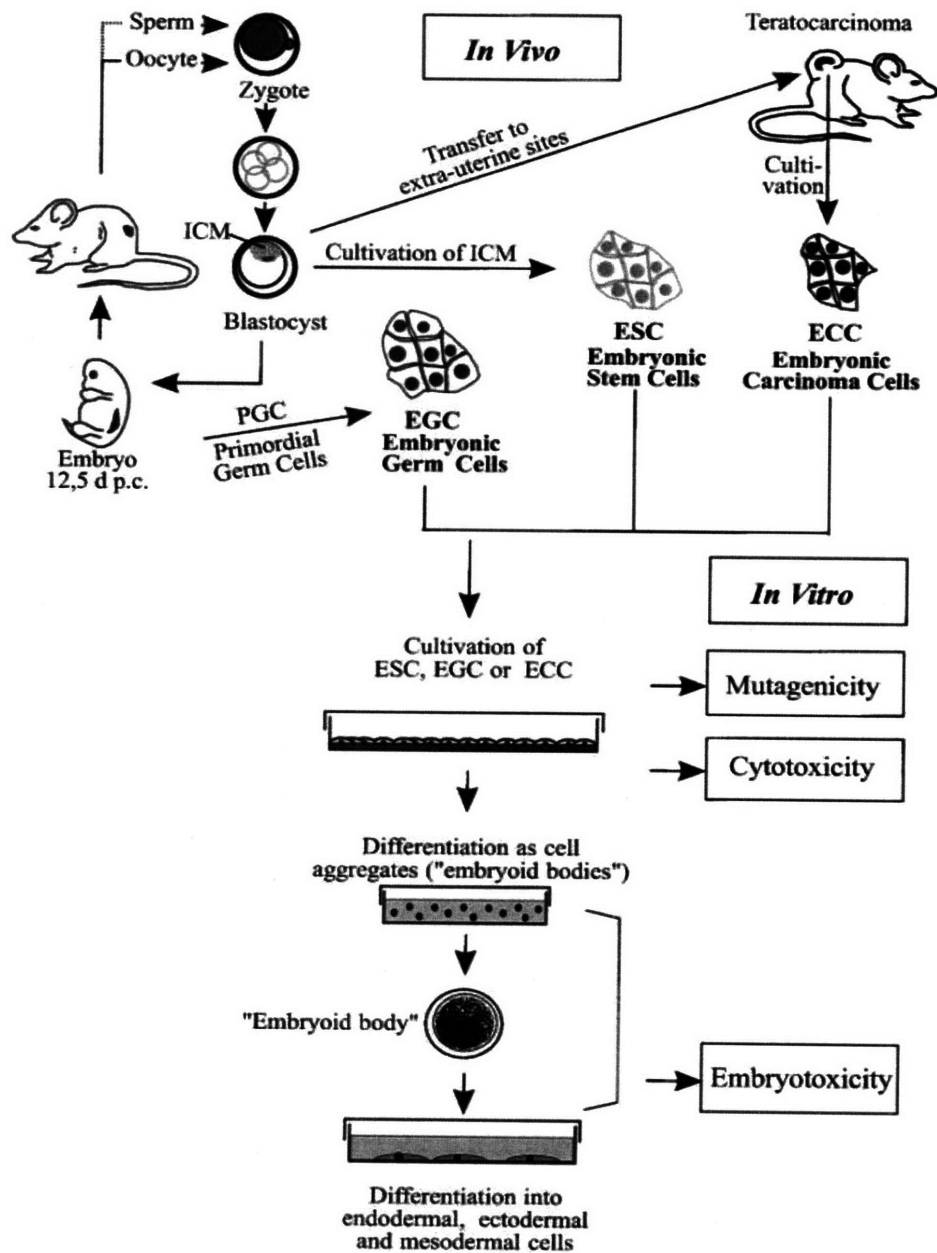 Sperm
Oocyte
Zygote
In Vivo
Teratocarcinoma
Transfer to
extra-uterine sites
Culti-
vation
ICM
Cultivation of ICM
Blastocyst
ESC
Embryonic
Stem Cells
ECC
Embryonic
Carcinoma Cells
PGC
Primordial
Germ Cells
EGC
Embryonic
Germ Cells
Embryo
12,5 d p.c.
In Vitro
Cultivation of
ESC, EGC or ECC
Mutagenicity
Cytotoxicity
Differentiation as cell
aggregates ("embryoid bodies")
"Embryoid body"
Embryotoxicity
Differentiation into
endodermal, ectodermal
and mesodermal cells